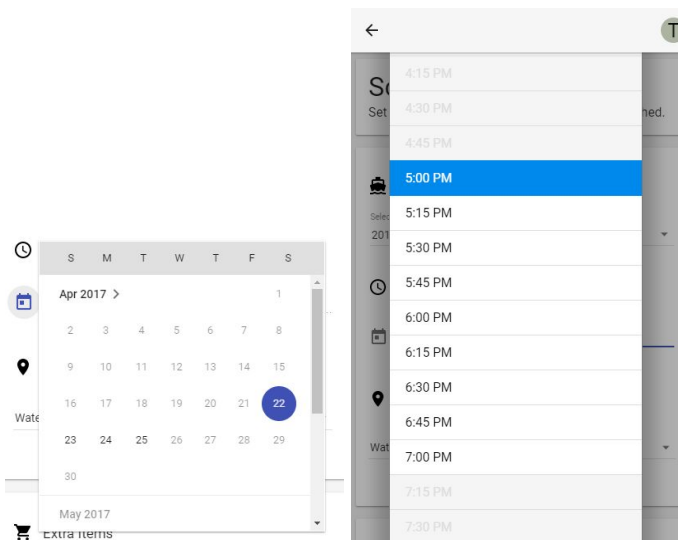 S M T W T F S
Apr 2017 1
2 3 4 5 6 7 8
9 10 11 12 13 14 15
16 17 18 19 20 21 22
23 24 25 26 27 28 29
30
May 2017
Wate
Extra Items
T
4:15 PM
4:30 PM
4:45 PM
5:00 PM
5:15 PM
5:30 PM
5:45 PM
6:00 PM
6:15 PM
6:30 PM
6:45 PM
7:00 PM
7:15 PM
7:30 PM
Set
hed.
Selec
201
Wat